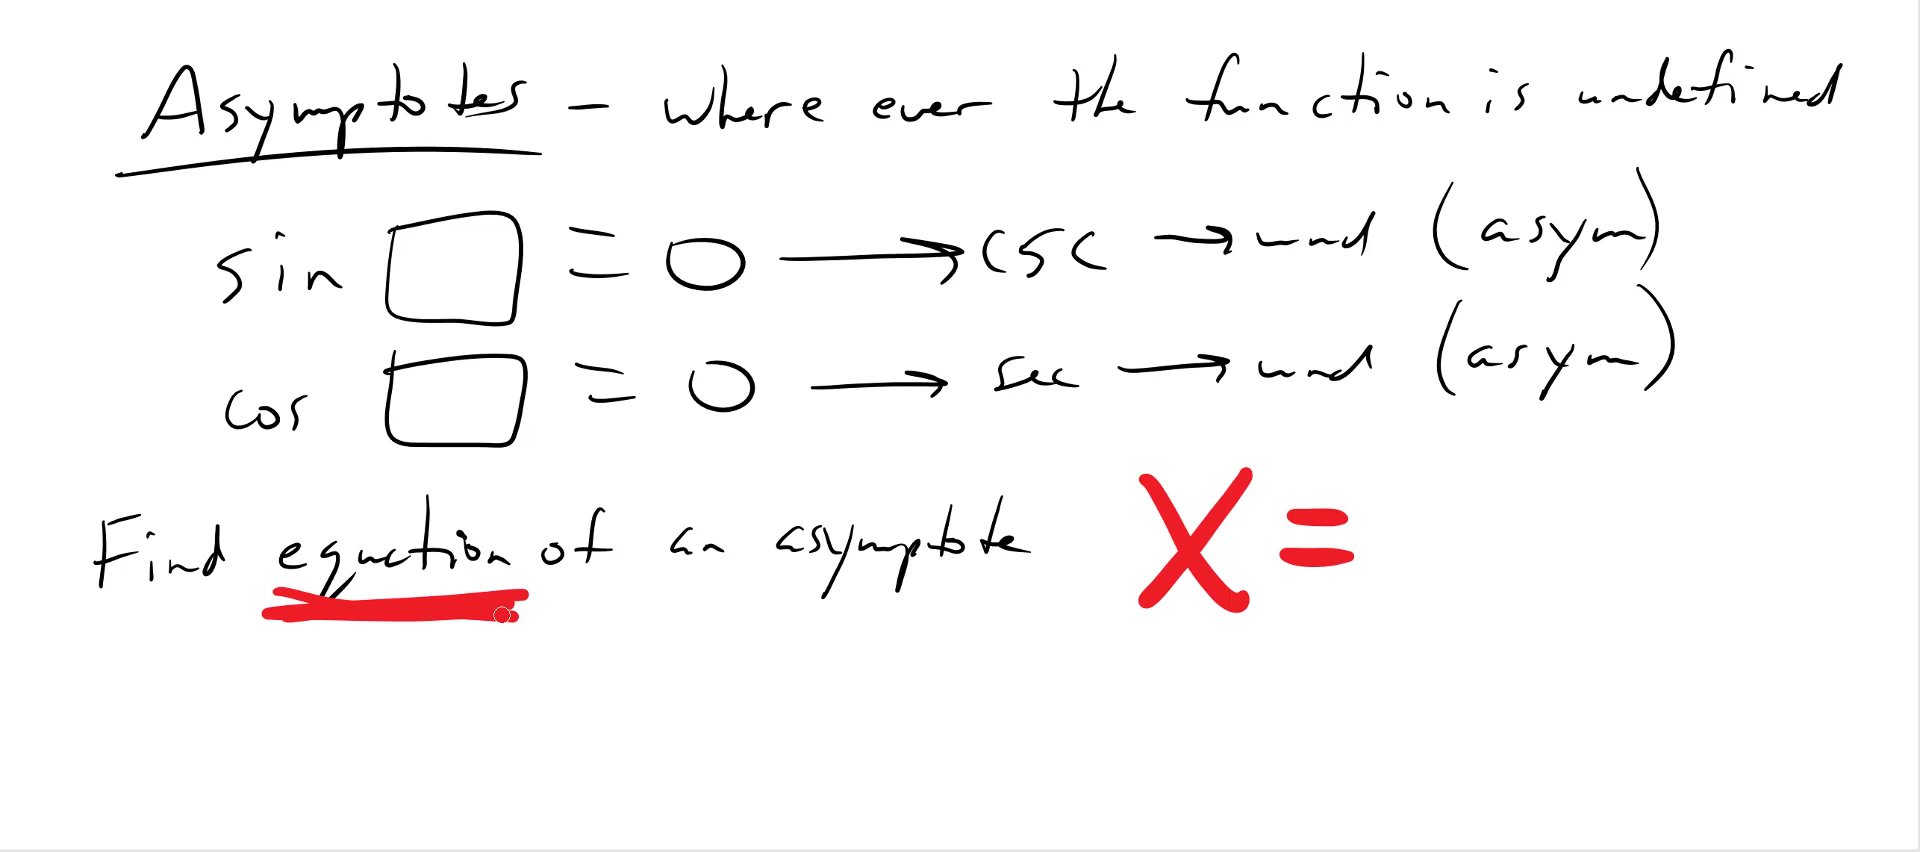 Asymptotes - where ever the function is undefined
sin □ = 0 → csc → und (asym)
cos □ = 0 → sec → und (asym)
Find equation of an asymptote X =